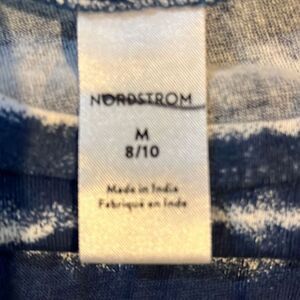 NORDSTROM
M
8/10
Made in India
Fabriqué en Inde